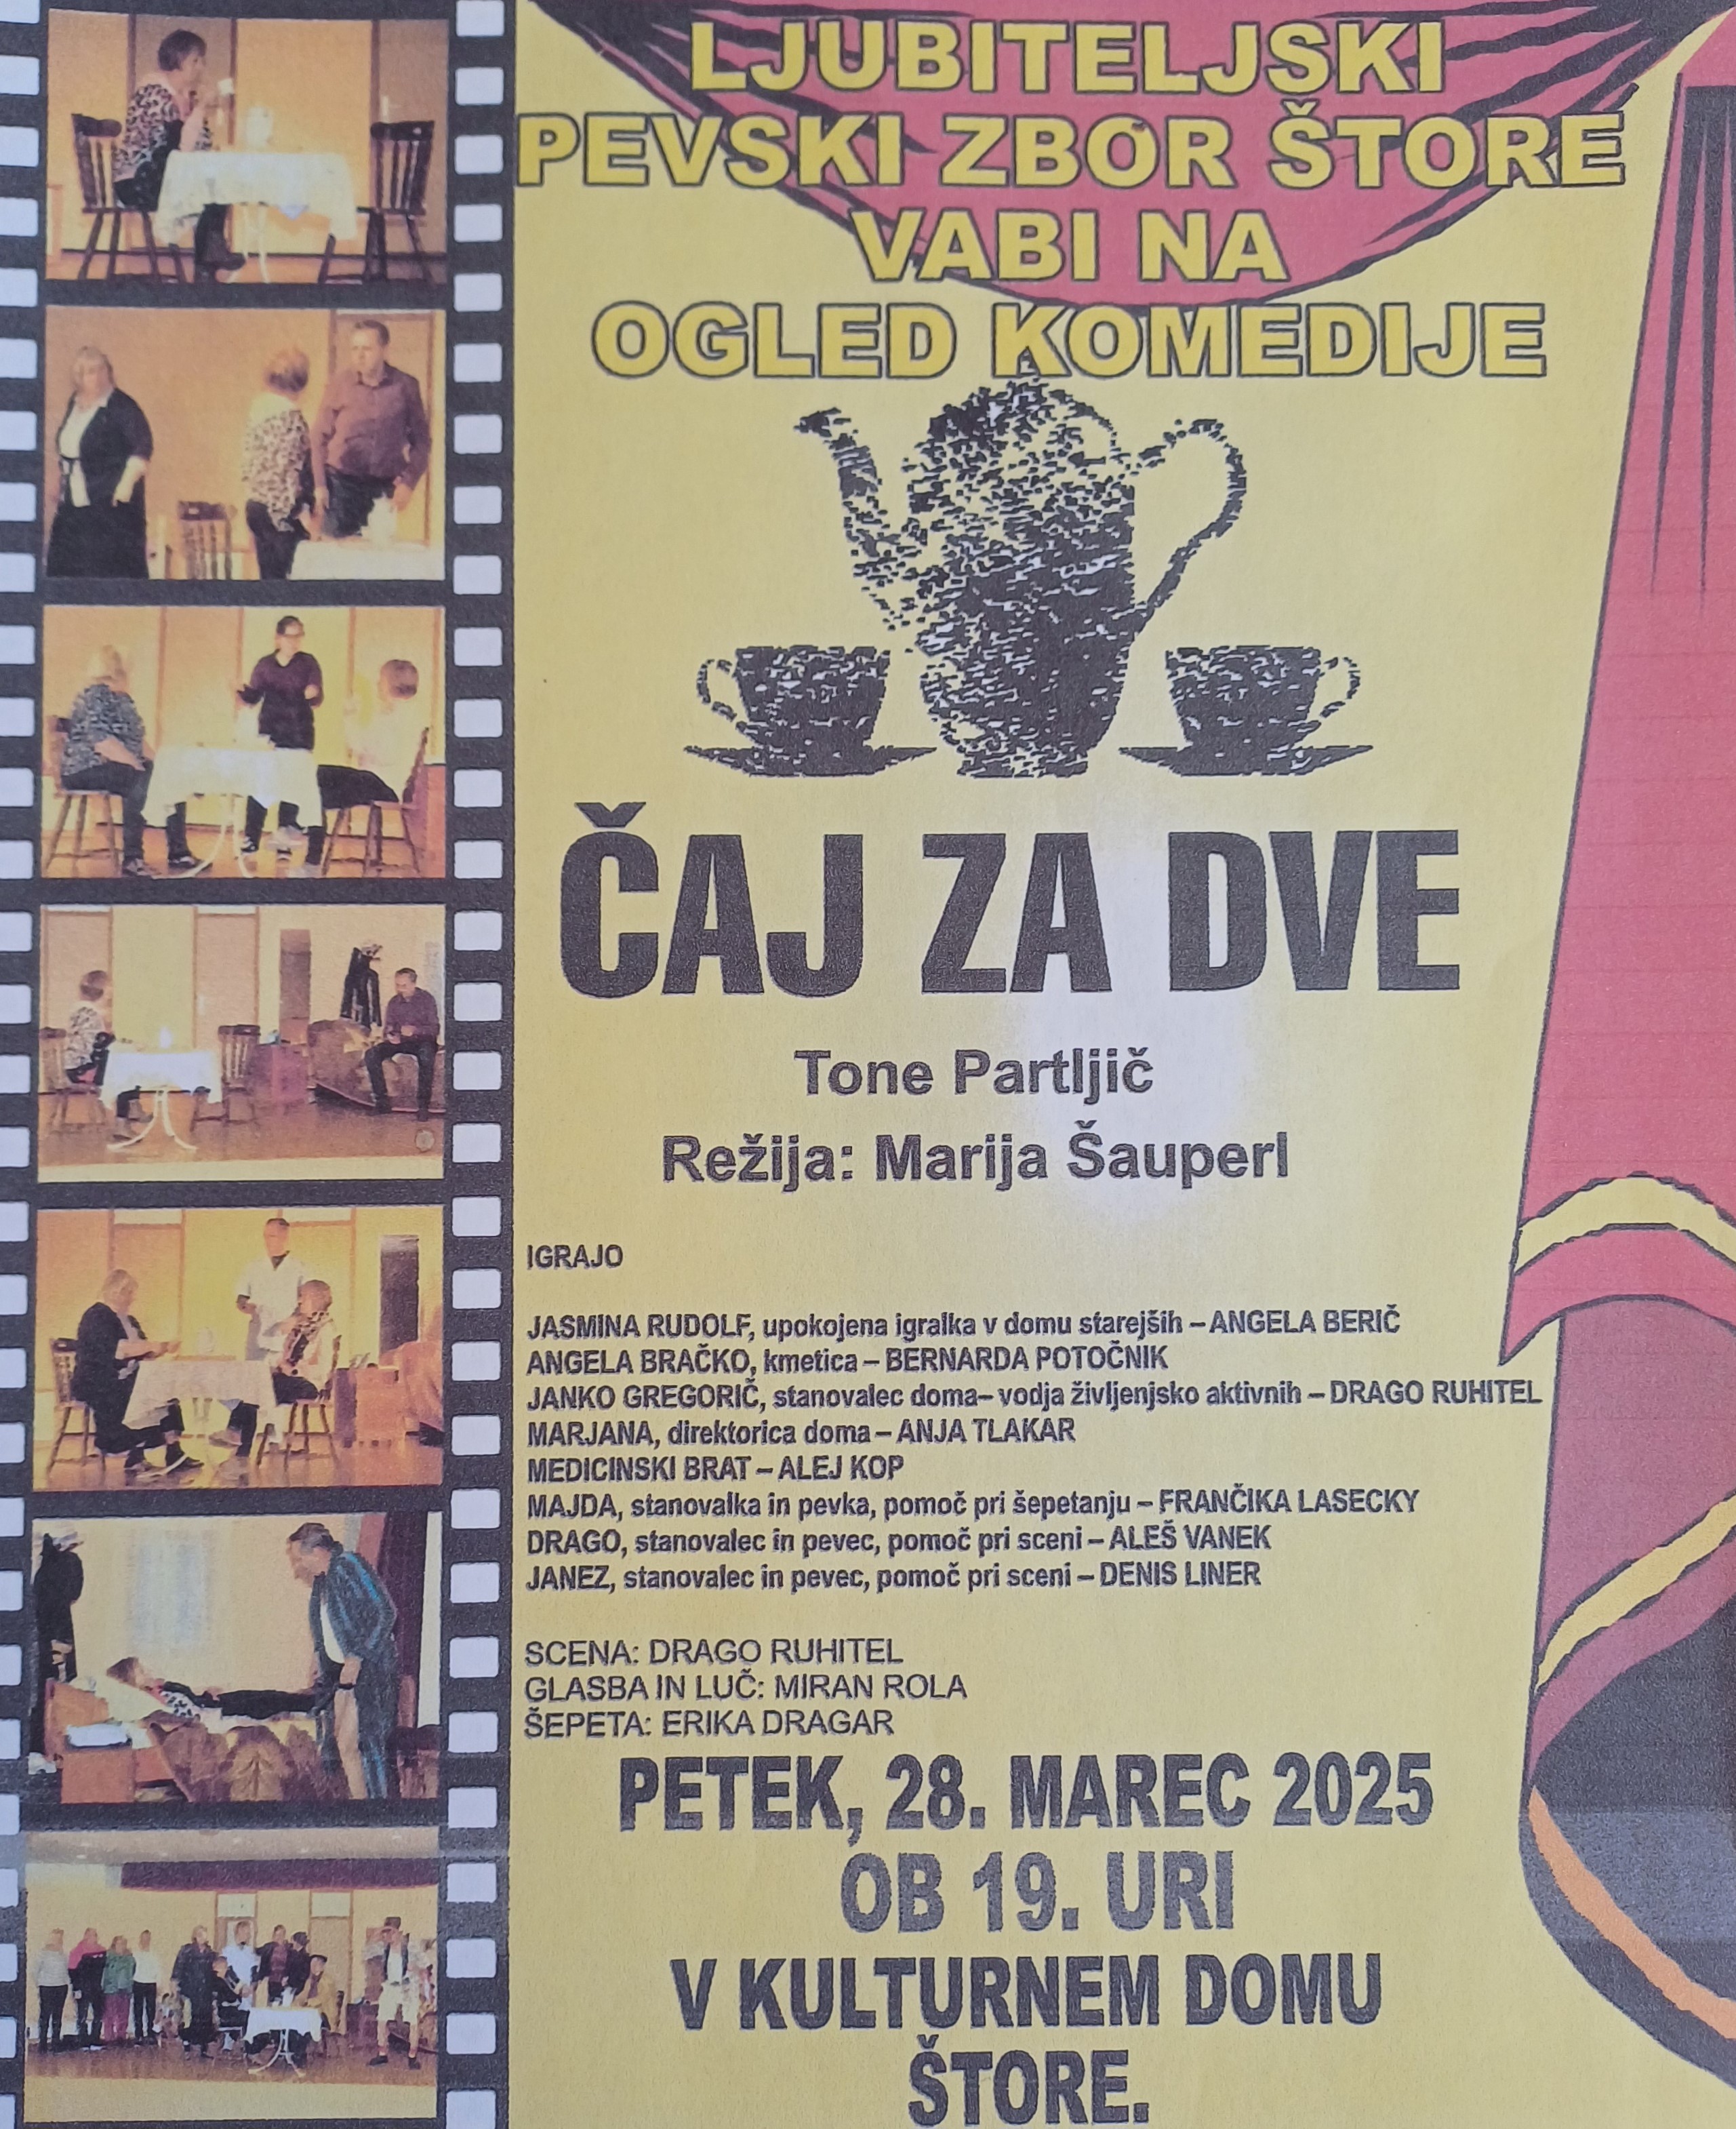 LJUBITELJSKI
PEVSKI ZBOR ŠTORE
VABI NA
OGLED KOMEDIJE
ČAJ ZA DVE
Tone Partljič
Režija: Marija Šauperl
IGRAJO
JASMINA RUDOLF, upokojena igralka v domu starejših – ANGELA BERIČ
ANGELA BRAČKO, kmetica – BERNARDA POTOČNIK
JANKO GREGORIČ, stanovalec doma– vodja življenjsko aktivnih – DRAGO RUHITEL
MARJANA, direktorica doma – ANJA TLAKAR
MEDICINSKI BRAT – ALEJ KOP
MAJDA, stanovalka in pevka, pomoč pri šepetanju – FRANČIKA LASECKY
DRAGO, stanovalec in pevec, pomoč pri sceni – ALEŠ VANEK
JANEZ, stanovalec in pevec, pomoč pri sceni – DENIS LINER
SCENA: DRAGO RUHITEL
GLASBA IN LUČ: MIRAN ROLA
ŠEPETA: ERIKA DRAGAR
PETEK, 28. MAREC 2025
OB 19. URI
V KULTURNEM DOMU
ŠTORE.